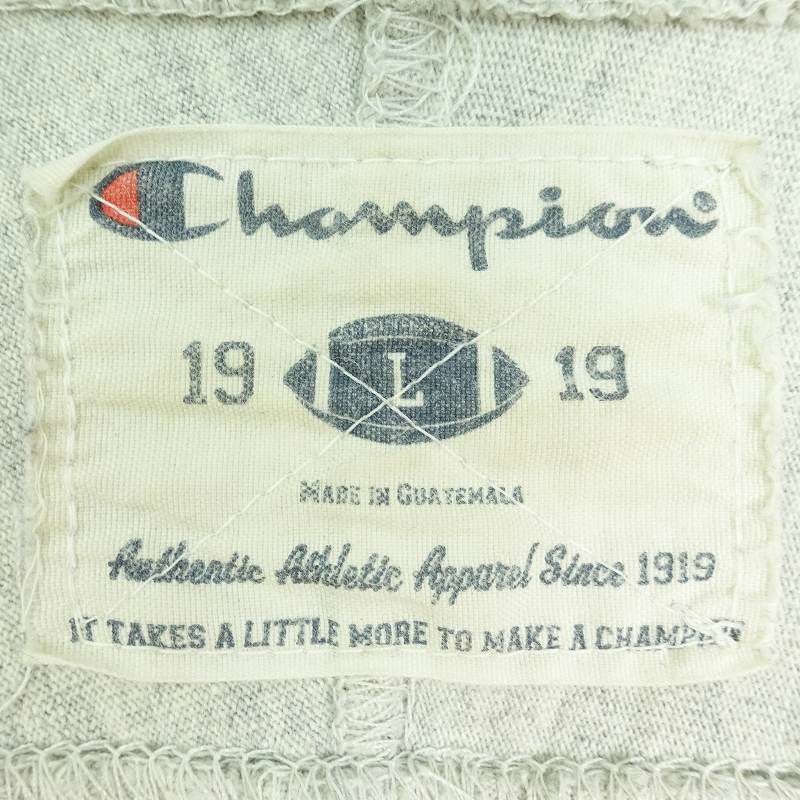 Champion
19 L 19
MADE IN GUATEMALA
Authentic Athletic Apparel Since 1919
IT TAKES A LITTLE MORE TO MAKE A CHAMPION